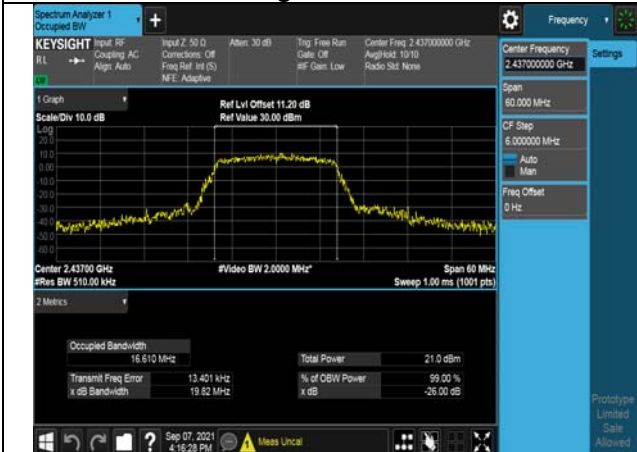 Spectrum Analyzer 1
Occupied BW
Frequency
KEYSIGHT
RL
Input: RF
Coupling: AC
Align: Auto
Input Z: 50 Ω
Corrections: Off
Freq Ref: Int (S)
NFE: Adaptive
Atten: 30 dB
Trig: Free Run
Gate: Off
#IF Gain: Low
Center Freq: 2.437000000 GHz
Avg|Hold: 10/10
Radio Std: None
Center Frequency
2.437000000 GHz
Settings
Span
60.000 MHz
CF Step
6.000000 MHz
Auto
Man
Freq Offset
0 Hz
1 Graph
Scale/Div 10.0 dB
Ref Lvl Offset 11.20 dB
Ref Value 30.00 dBm
Log
20.0
10.0
0.00
-10.0
-20.0
-30.0
-40.0
-50.0
-60.0
Center 2.43700 GHz
#Video BW 2.0000 MHz*
Span 60 MHz
#Res BW 510.00 kHz
Sweep 1.00 ms (1001 pts)
2 Metrics
Occupied Bandwidth
16.610 MHz
Total Power 21.0 dBm
Transmit Freq Error 13.401 kHz
% of OBW Power 99.00 %
x dB Bandwidth 19.82 MHz
x dB -26.00 dB
Sep 07, 2021
4:16:28 PM
Meas Uncal
Prototype
Limited
Sale
Allowed